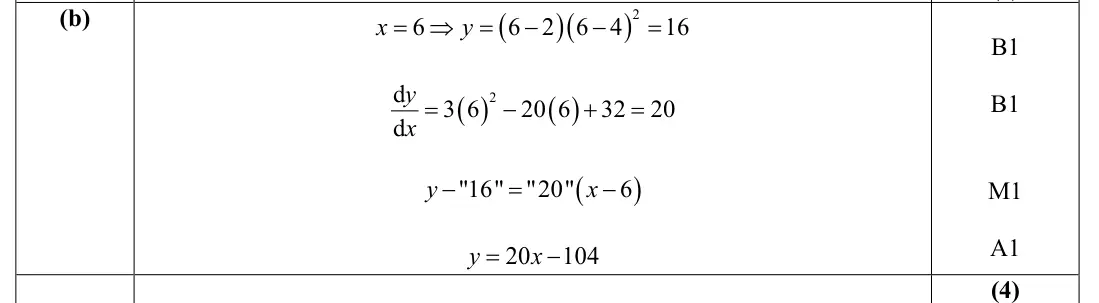 (b)
x = 6 ⇒ y = (6 − 2)(6 − 4)² = 16
B1
dy/dx = 3(6)² − 20(6) + 32 = 20
B1
y − "16" = "20"(x − 6)
M1
y = 20x − 104
A1
(4)